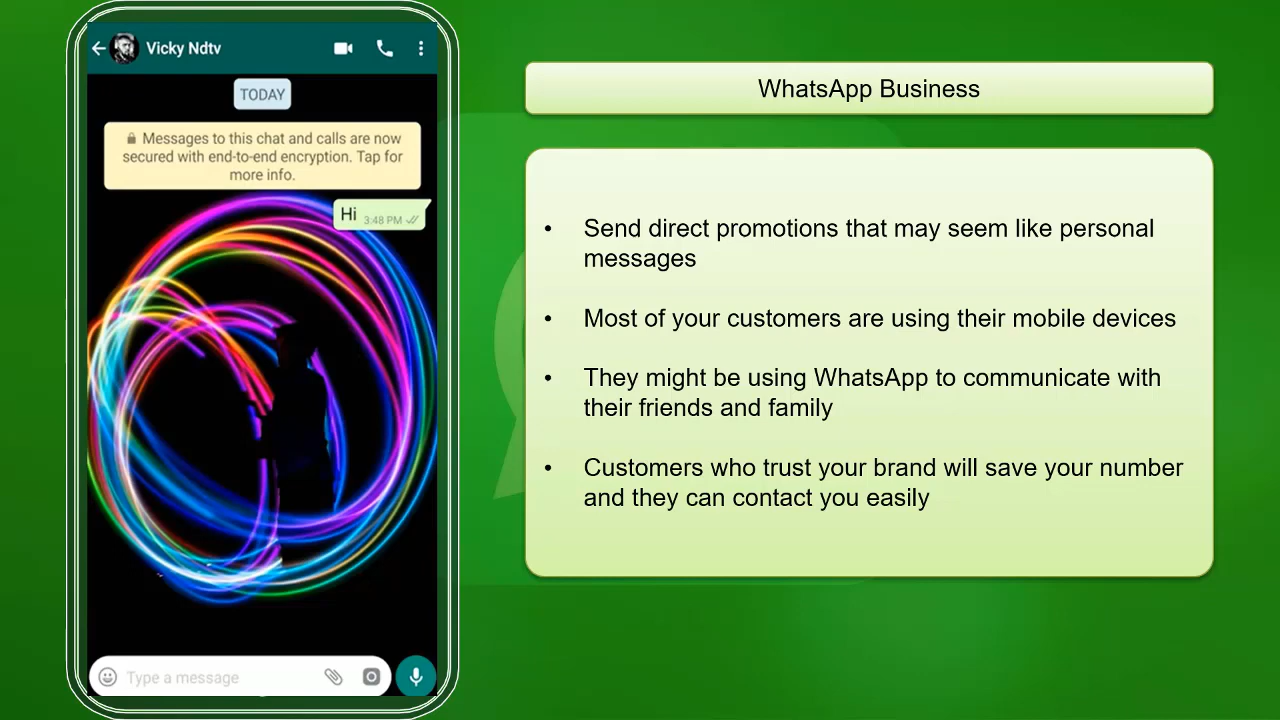 Vicky Ndtv
TODAY
Messages to this chat and calls are now
secured with end-to-end encryption. Tap for
more info.
Hi
3:48 PM
Type a message
WhatsApp Business
• Send direct promotions that may seem like personal
messages
• Most of your customers are using their mobile devices
• They might be using WhatsApp to communicate with
their friends and family
• Customers who trust your brand will save your number
and they can contact you easily